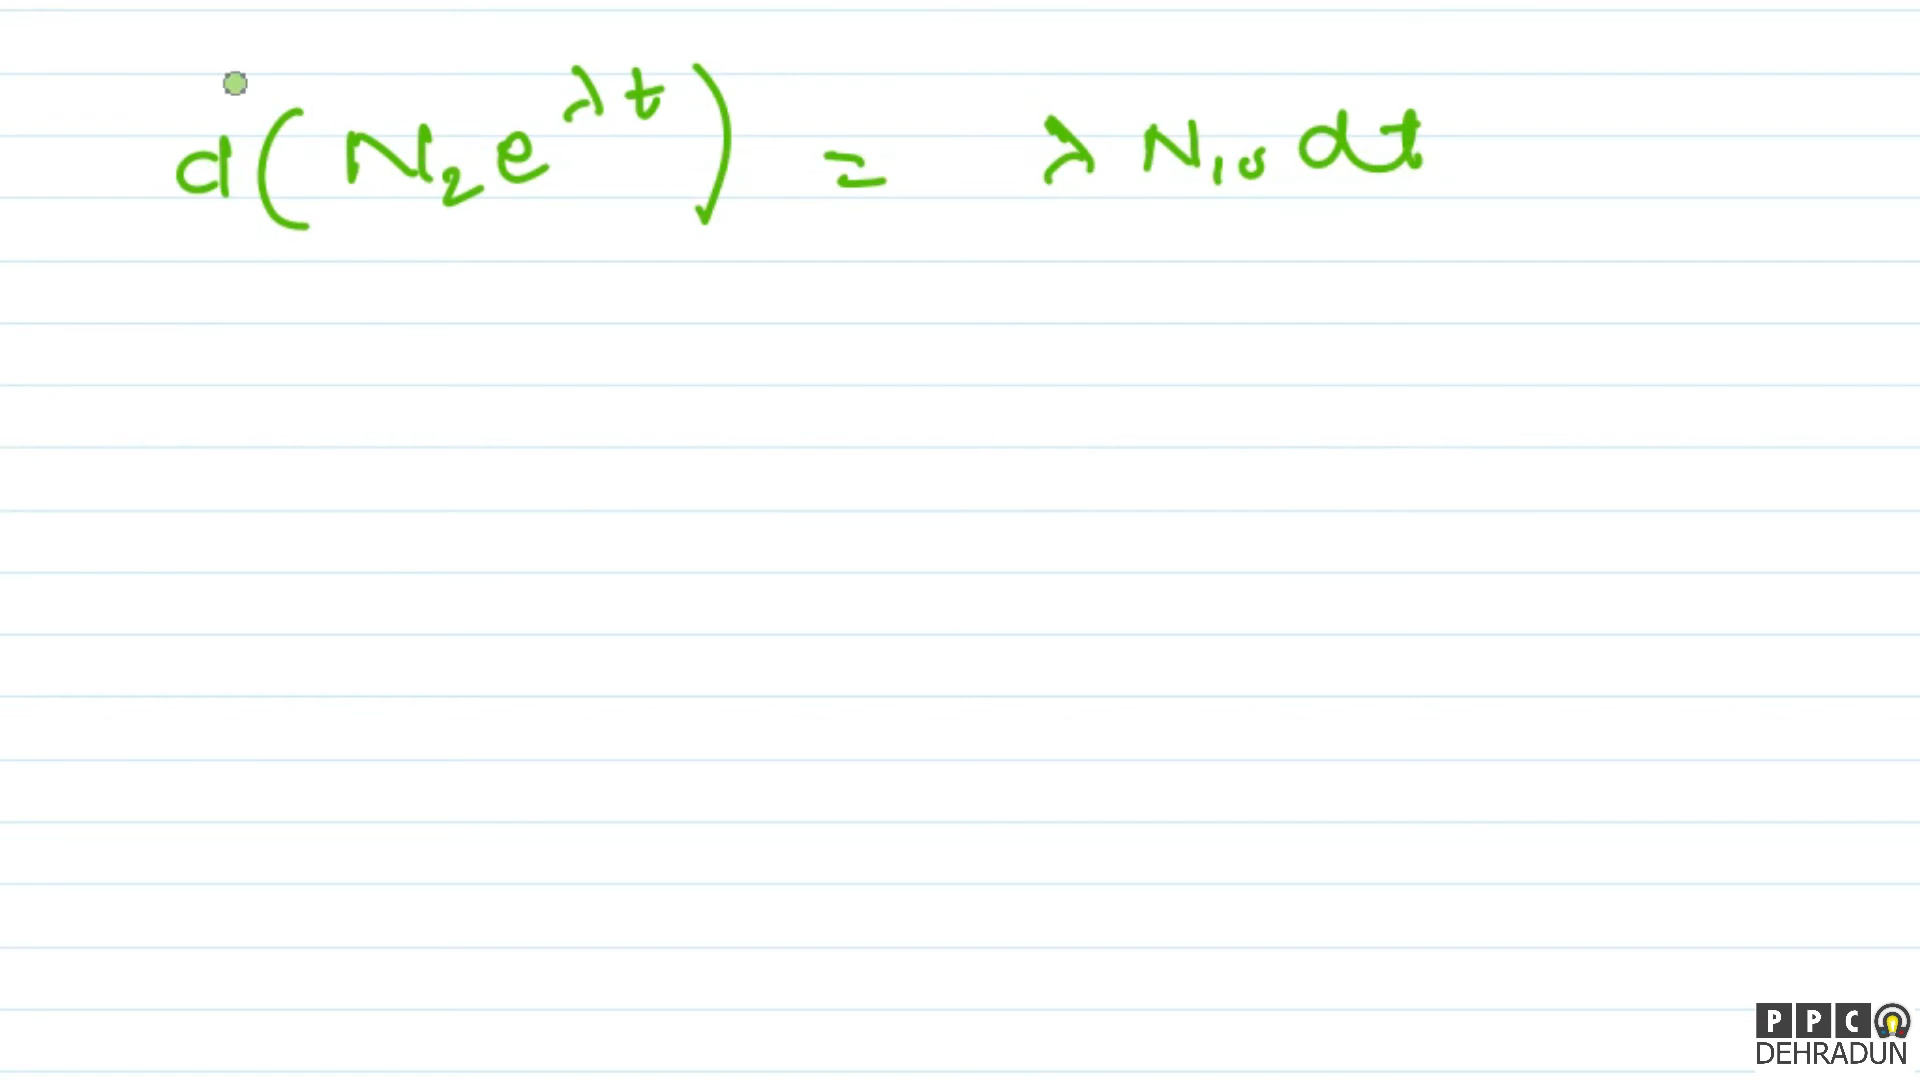 d(N₂e^{λt}) = λN₁₀dt
PPC
DEHRADUN